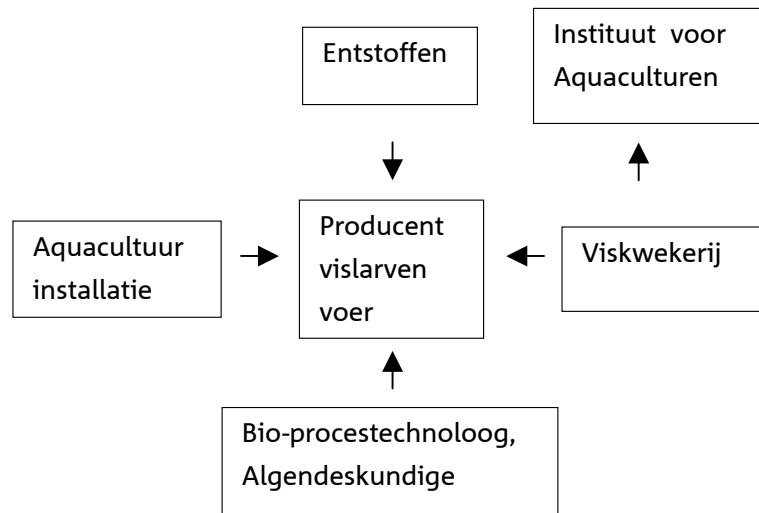 Entstoffen
Instituut voor
Aquaculturen
Aquacultuur
installatie
Producent
vislarven
voer
Viskwekerij
Bio-procestechnoloog,
Algendeskundige